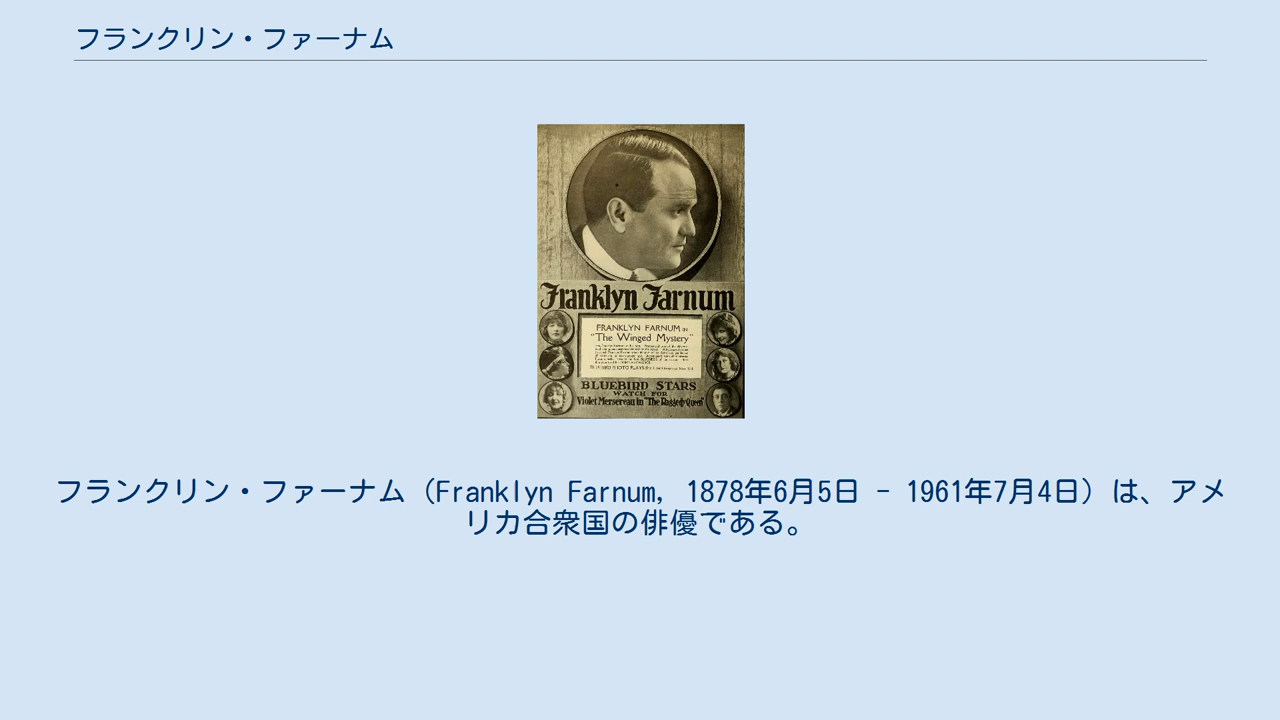 フランクリン・ファーナム
Franklyn Farnum
FRANKLYN FARNUM IN
"The Winged Mystery"
BLUEBIRD STARS
WATCH FOR
Violet Mersereau in "The Ragged Queen"
フランクリン・ファーナム（Franklyn Farnum, 1878年6月5日 - 1961年7月4日）は、アメ
リカ合衆国の俳優である。